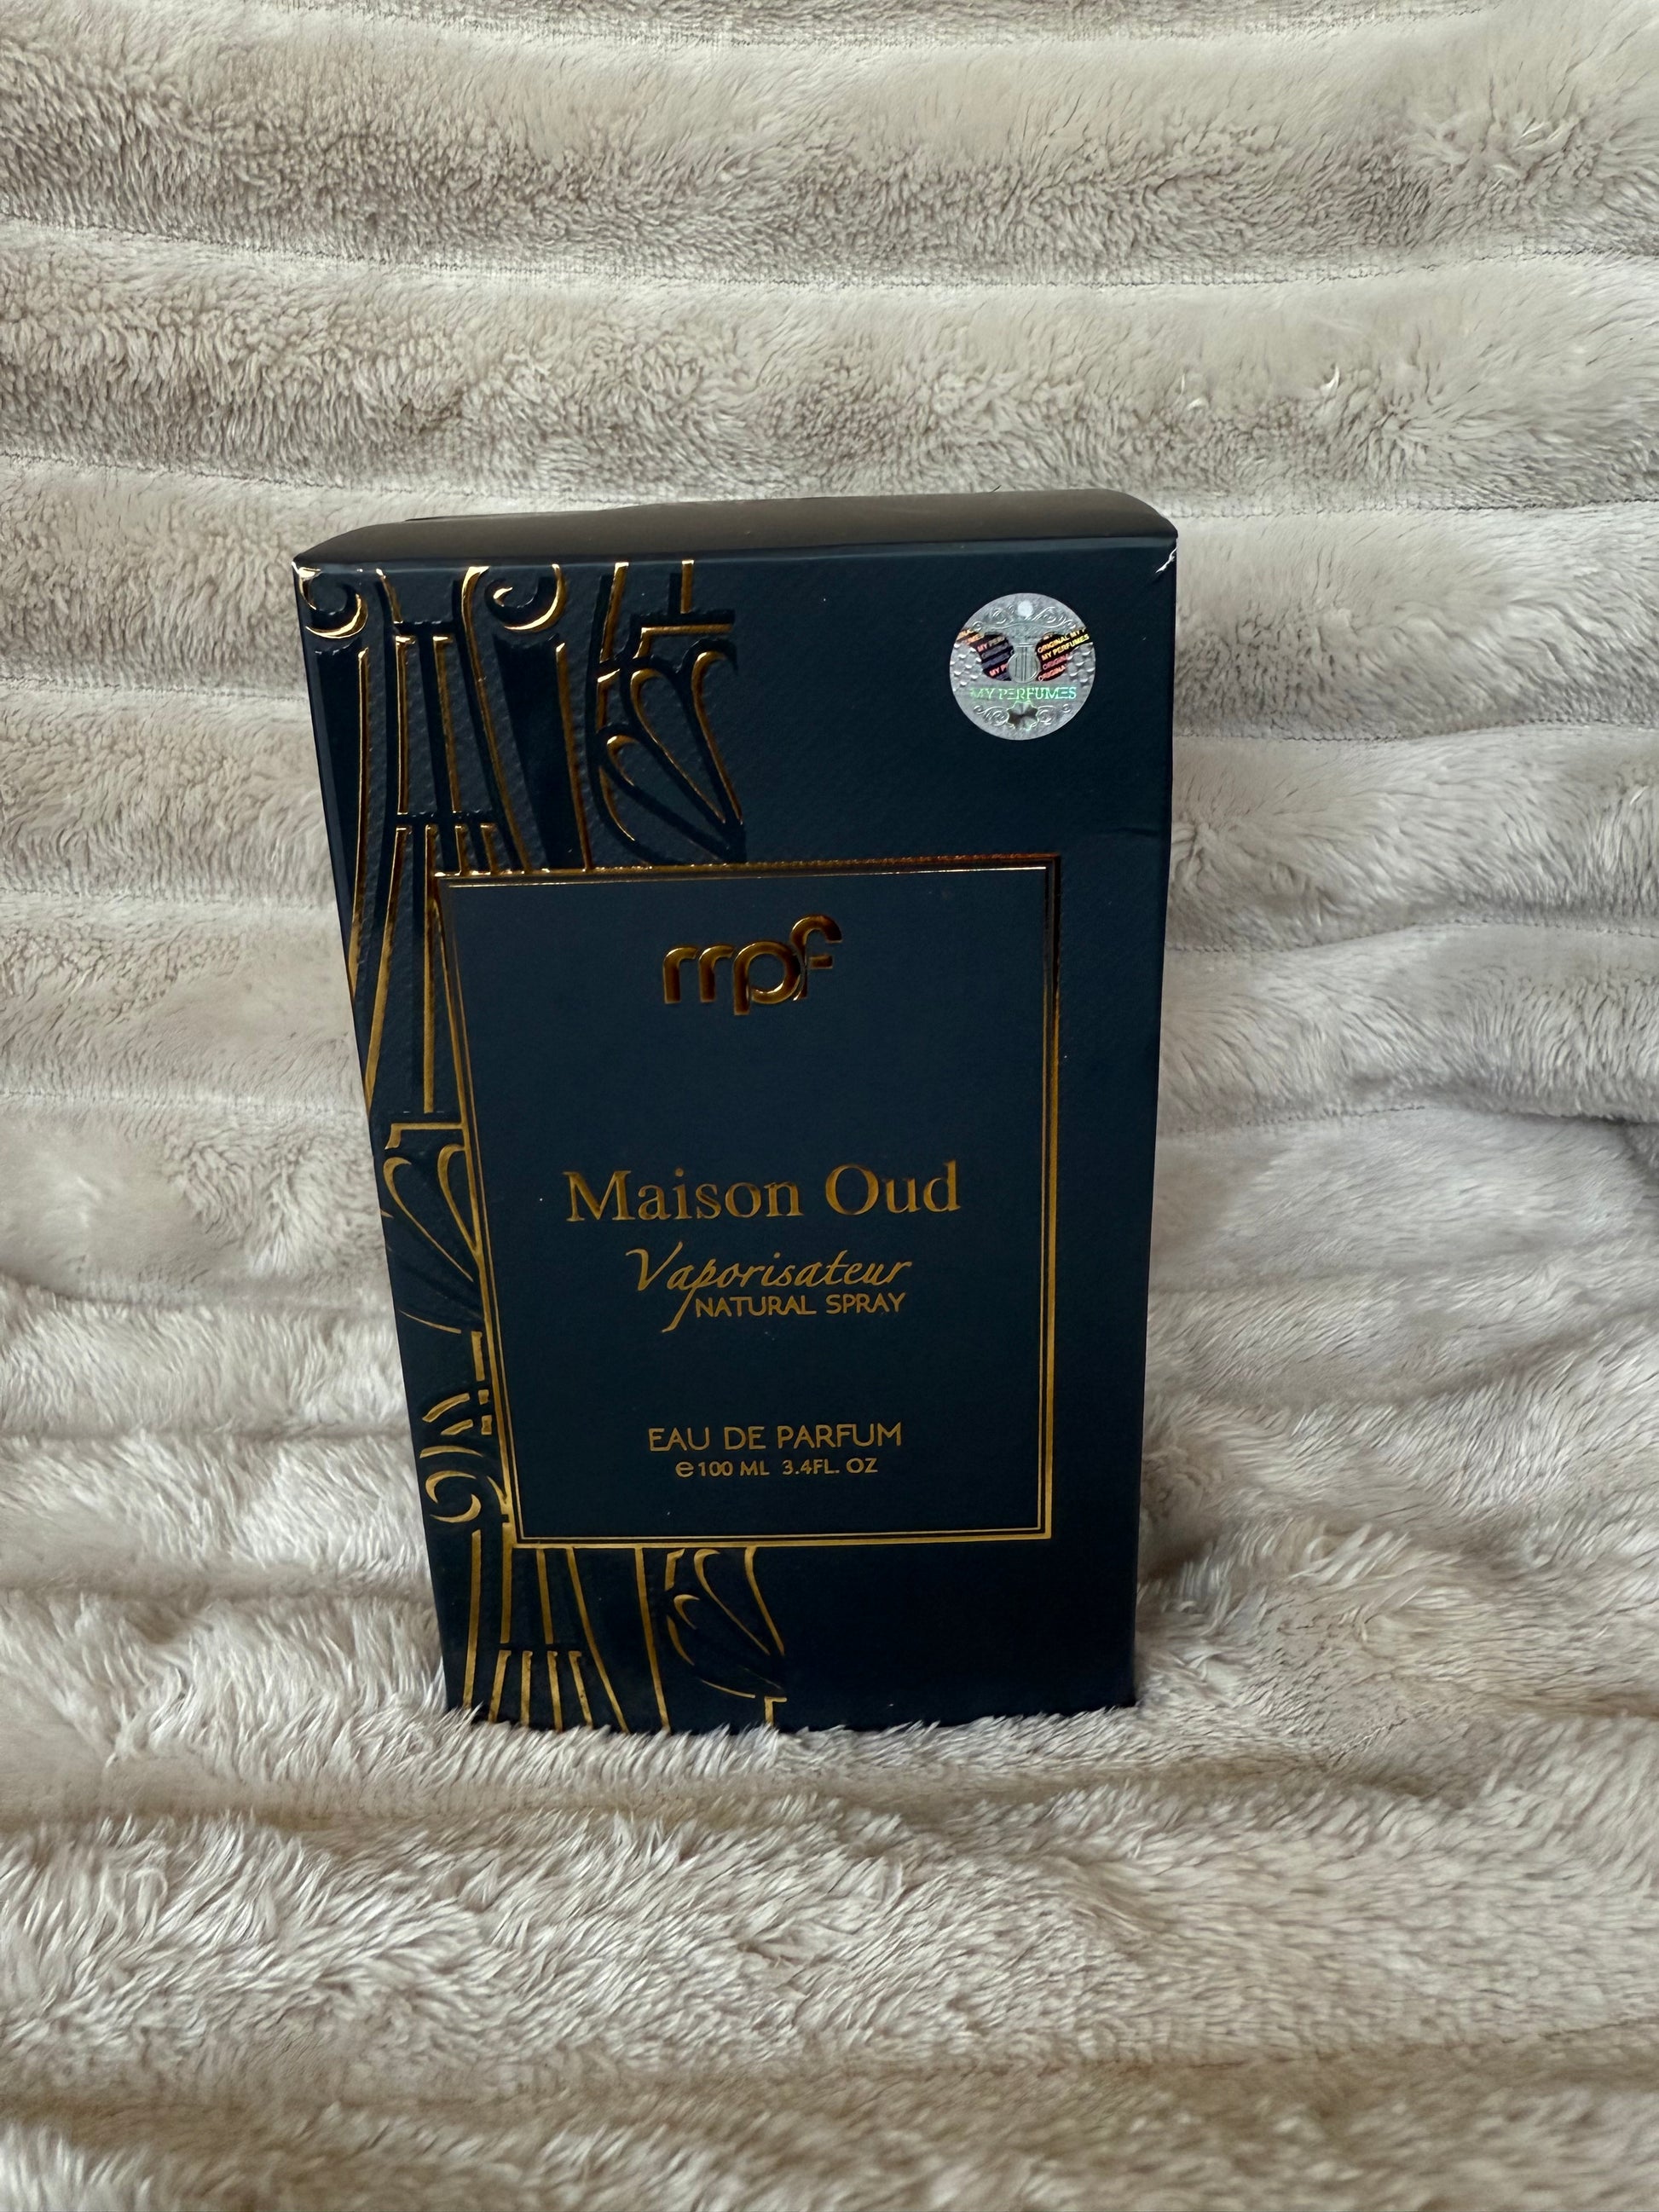 MY PERFUMES
mpf
Maison Oud
Vaporisateur
NATURAL SPRAY
EAU DE PARFUM
℮100 ML 3.4FL. OZ